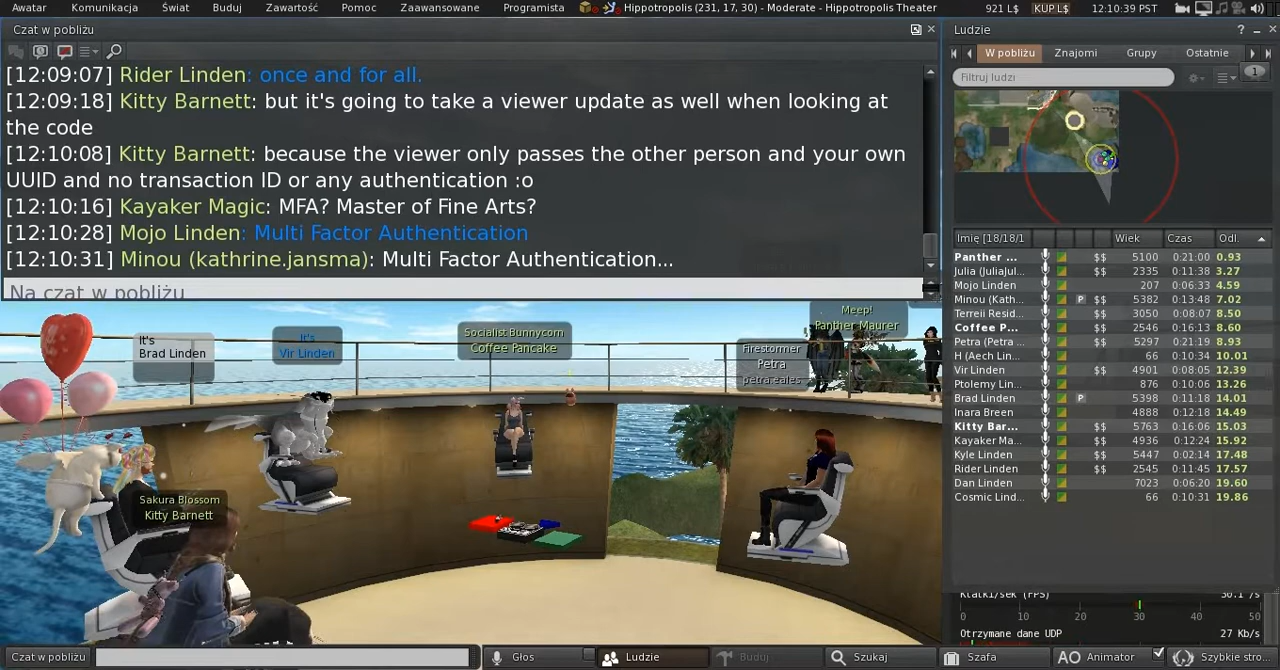 Awatar Komunikacja Świat Buduj Zawartość Pomoc Zaawansowane Programista Hippotropolis (231, 17, 30) - Moderate - Hippotropolis Theater 921 L$ KUP L$ 12:10:39 PST
Czat w pobliżu
[12:09:07] Rider Linden: once and for all.
[12:09:18] Kitty Barnett: but it's going to take a viewer update as well when looking at
the code
[12:10:08] Kitty Barnett: because the viewer only passes the other person and your own
UUID and no transaction ID or any authentication :o
[12:10:16] Kayaker Magic: MFA? Master of Fine Arts?
[12:10:28] Mojo Linden: Multi Factor Authentication
[12:10:31] Minou (kathrine.jansma): Multi Factor Authentication...
Na czat w pobliżu
Ludzie ?
W pobliżu Znajomi Grupy Ostatnie
Filtruj ludzi 1
Imię [18/18/1 Wiek Czas Odl.
Panther ... $$ 5100 0:21:00 0.93
Julia (JuliaJul... $$ 2335 0:11:38 3.27
Mojo Linden 207 0:06:33 4.59
Minou (Kath... P $$ 5382 0:13:48 7.02
Terreii Resid... $$ 3050 0:08:07 8.50
Coffee P... $$ 2546 0:16:13 8.60
Petra (Petra ... $$ 5297 0:21:19 8.93
H (Aech Lin... 66 0:10:34 10.01
Vir Linden $$ 4901 0:08:05 12.39
Ptolemy Lin... 876 0:10:06 13.26
Brad Linden P 5398 0:11:18 14.01
Inara Breen 4888 0:12:18 14.49
Kitty Bar... $$ 5763 0:16:06 15.03
Kayaker Ma... $$ 4936 0:12:24 15.92
Kyle Linden $$ 5447 0:02:14 17.48
Rider Linden $$ 2545 0:11:45 17.57
Dan Linden 7023 0:06:20 19.60
Cosmic Lind... 66 0:10:31 19.86
Klatki/sek (FPS) 30.1 /s
0 10 20 30 40 50
Otrzymane dane UDP 27 Kb/s
It's
Brad Linden
It's
Vir Linden
Socialist Bunnycorn
Coffee Pancake
Meep!
Panther Maurer
Firestormer
Petra
petra.eales
Sakura Blossom
Kitty Barnett
Czat w pobliżu Głos Ludzie Buduj Szukaj Szafa AO Animator Szybkie stro...